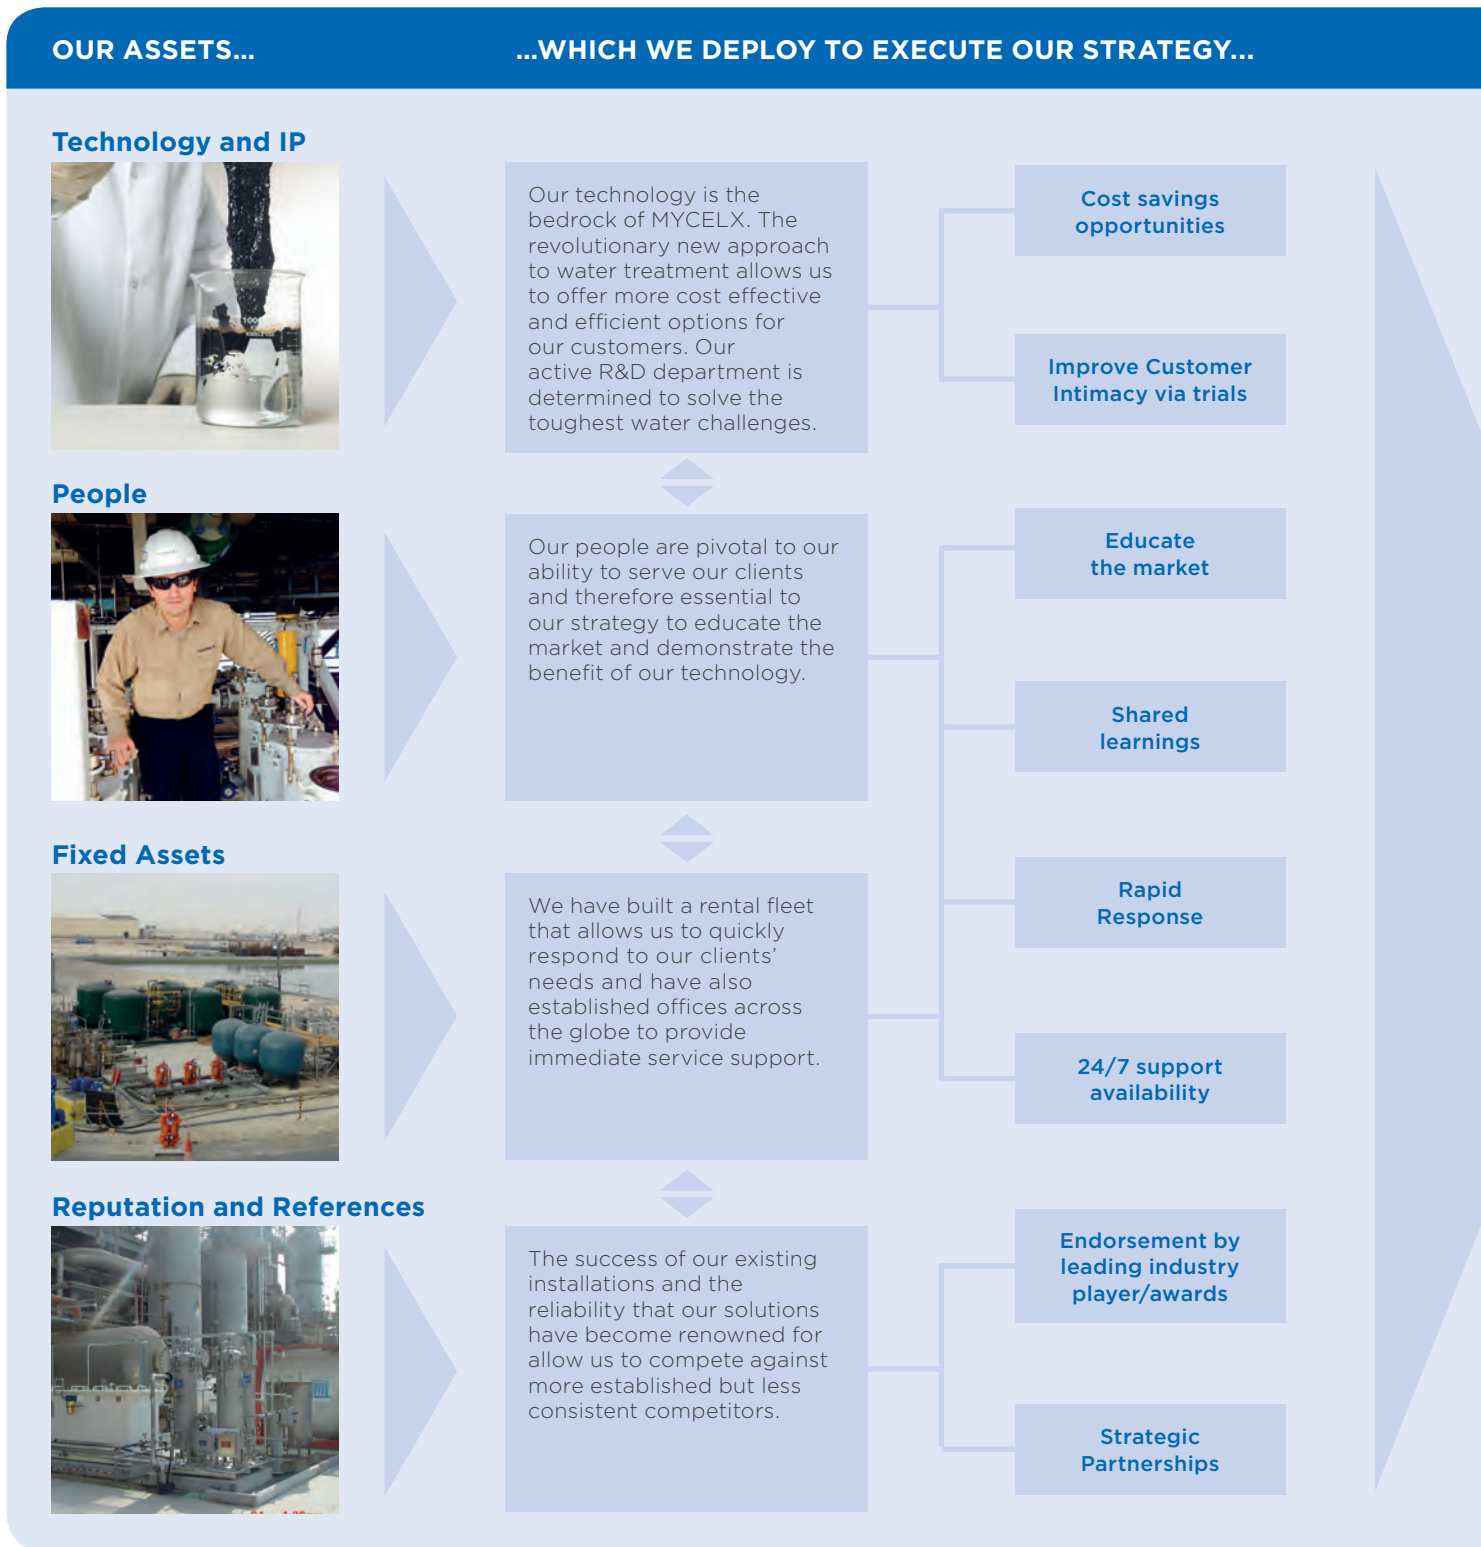 OUR ASSETS...
...WHICH WE DEPLOY TO EXECUTE OUR STRATEGY...
Technology and IP
Our technology is the
bedrock of MYCELX. The
revolutionary new approach
to water treatment allows us
to offer more cost effective
and efficient options for
our customers. Our
active R&D department is
determined to solve the
toughest water challenges.
Cost savings
opportunities
Improve Customer
Intimacy via trials
People
Our people are pivotal to our
ability to serve our clients
and therefore essential to
our strategy to educate the
market and demonstrate the
benefit of our technology.
Educate
the market
Shared
learnings
Fixed Assets
We have built a rental fleet
that allows us to quickly
respond to our clients’
needs and have also
established offices across
the globe to provide
immediate service support.
Rapid
Response
24/7 support
availability
Reputation and References
The success of our existing
installations and the
reliability that our solutions
have become renowned for
allow us to compete against
more established but less
consistent competitors.
Endorsement by
leading industry
player/awards
Strategic
Partnerships